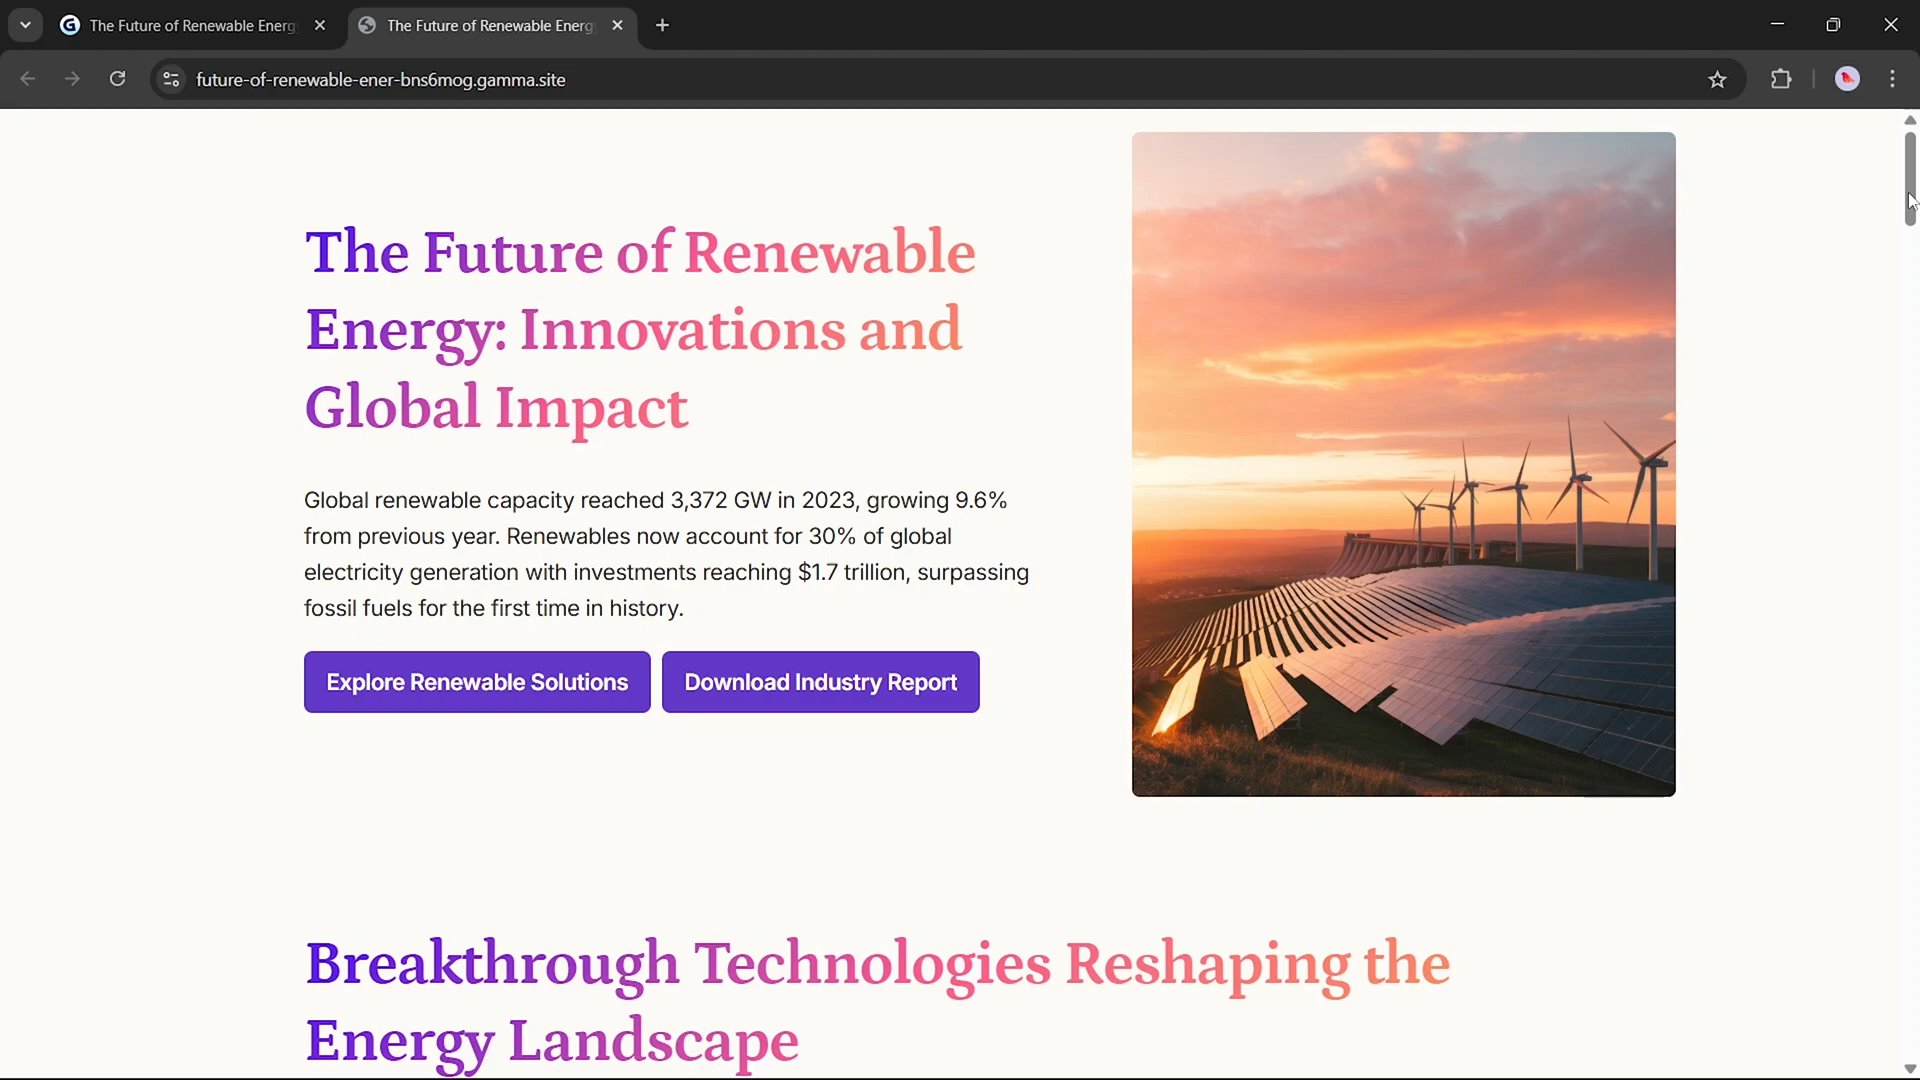 The Future of Renewable Energ
The Future of Renewable Energ
future-of-renewable-ener-bns6mog.gamma.site
The Future of Renewable
Energy: Innovations and
Global Impact
Global renewable capacity reached 3,372 GW in 2023, growing 9.6%
from previous year. Renewables now account for 30% of global
electricity generation with investments reaching $1.7 trillion, surpassing
fossil fuels for the first time in history.
Explore Renewable Solutions
Download Industry Report
Breakthrough Technologies Reshaping the
Energy Landscape